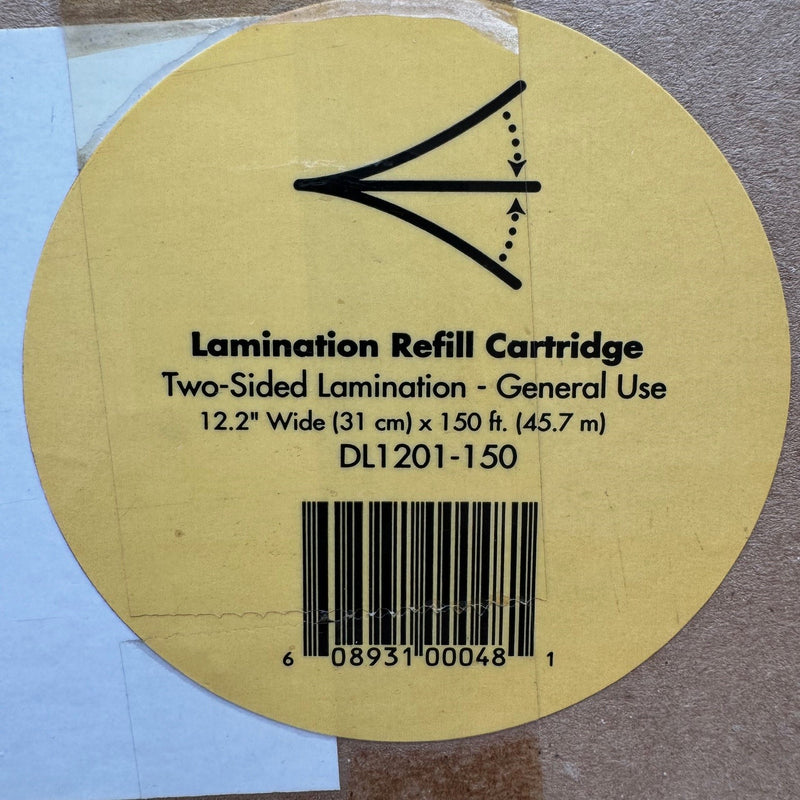 Lamination Refill Cartridge
Two-Sided Lamination - General Use
12.2" Wide (31 cm) x 150 ft. (45.7 m)
DL1201-150
6 08931 00048 1